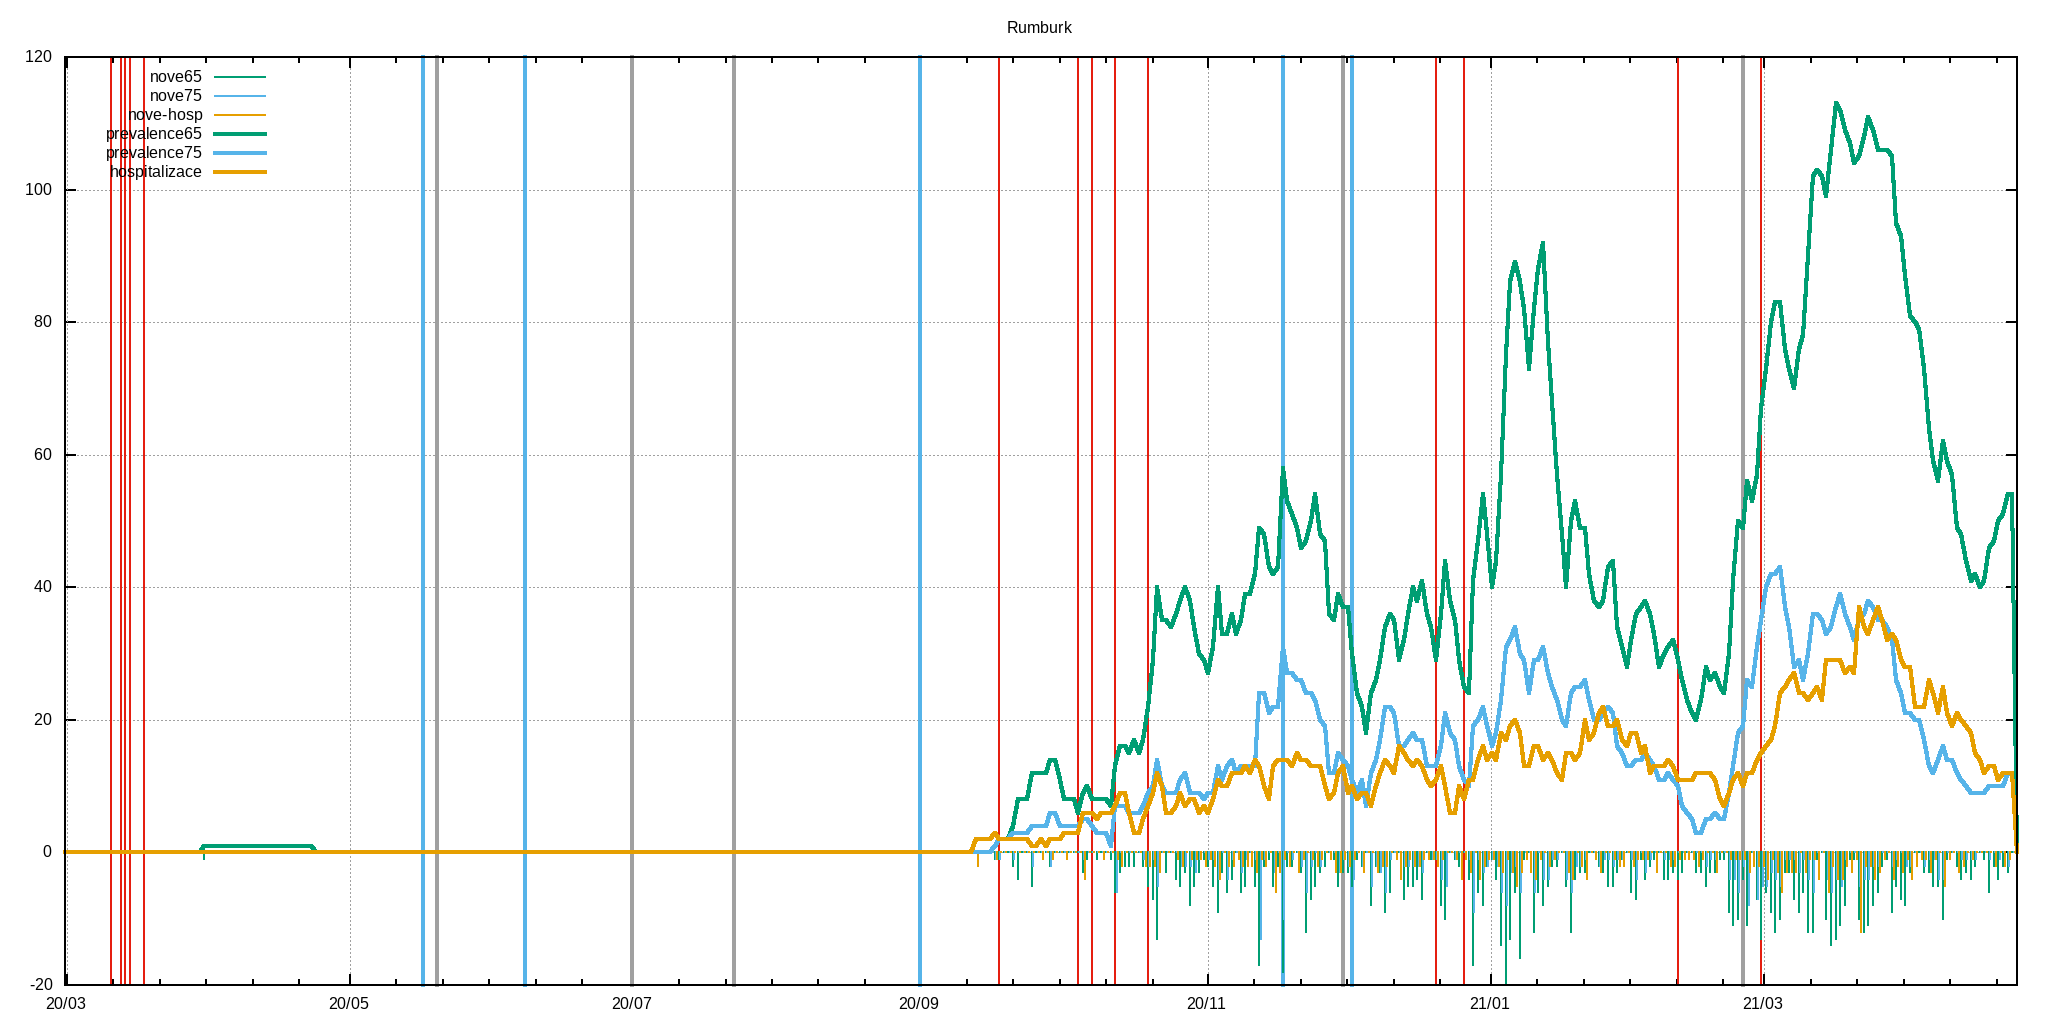 Rumburk
120
100
80
60
40
20
0
-20
nove65
nove75
nove-hosp
prevalence65
prevalence75
hospitalizace
20/03 20/05 20/07 20/09 20/11 21/01 21/03